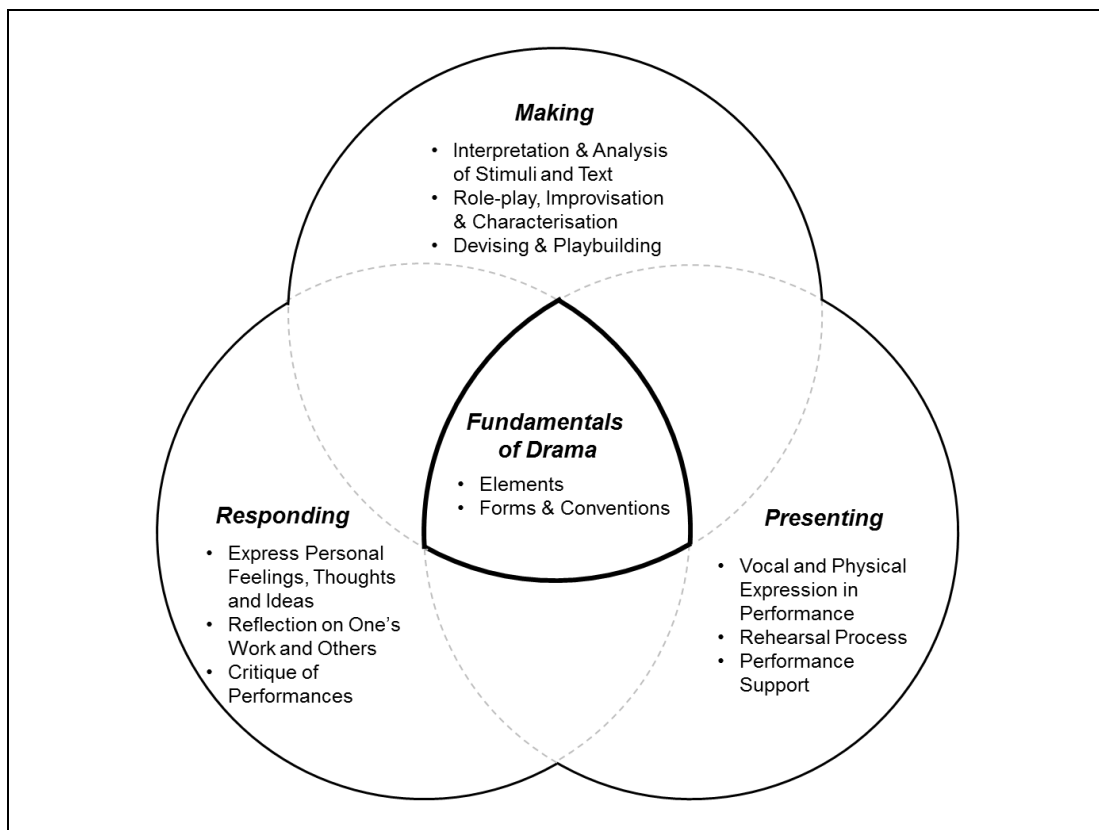 Making
• Interpretation & Analysis
of Stimuli and Text
• Role-play, Improvisation
& Characterisation
• Devising & Playbuilding
Fundamentals
of Drama
• Elements
• Forms & Conventions
Responding
• Express Personal
Feelings, Thoughts
and Ideas
• Reflection on One's
Work and Others
• Critique of
Performances
Presenting
• Vocal and Physical
Expression in
Performance
• Rehearsal Process
• Performance
Support